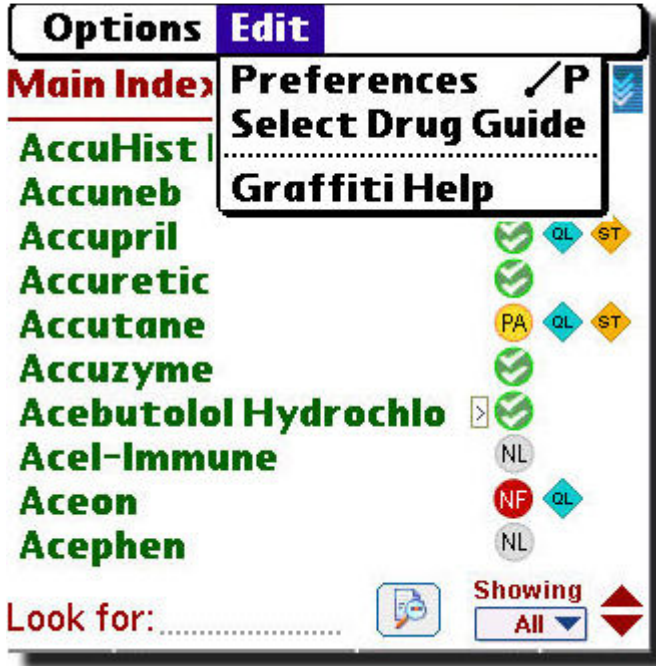 Options Edit
Main Index
Preferences /P
Select Drug Guide
Graffiti Help
AccuHist
Accuneb
Accupril QL ST
Accuretic
Accutane PA QL ST
Accuzyme
Acebutolol Hydrochlo >
Acel-Immune NL
Aceon NF QL
Acephen NL
Look for:
Showing
All